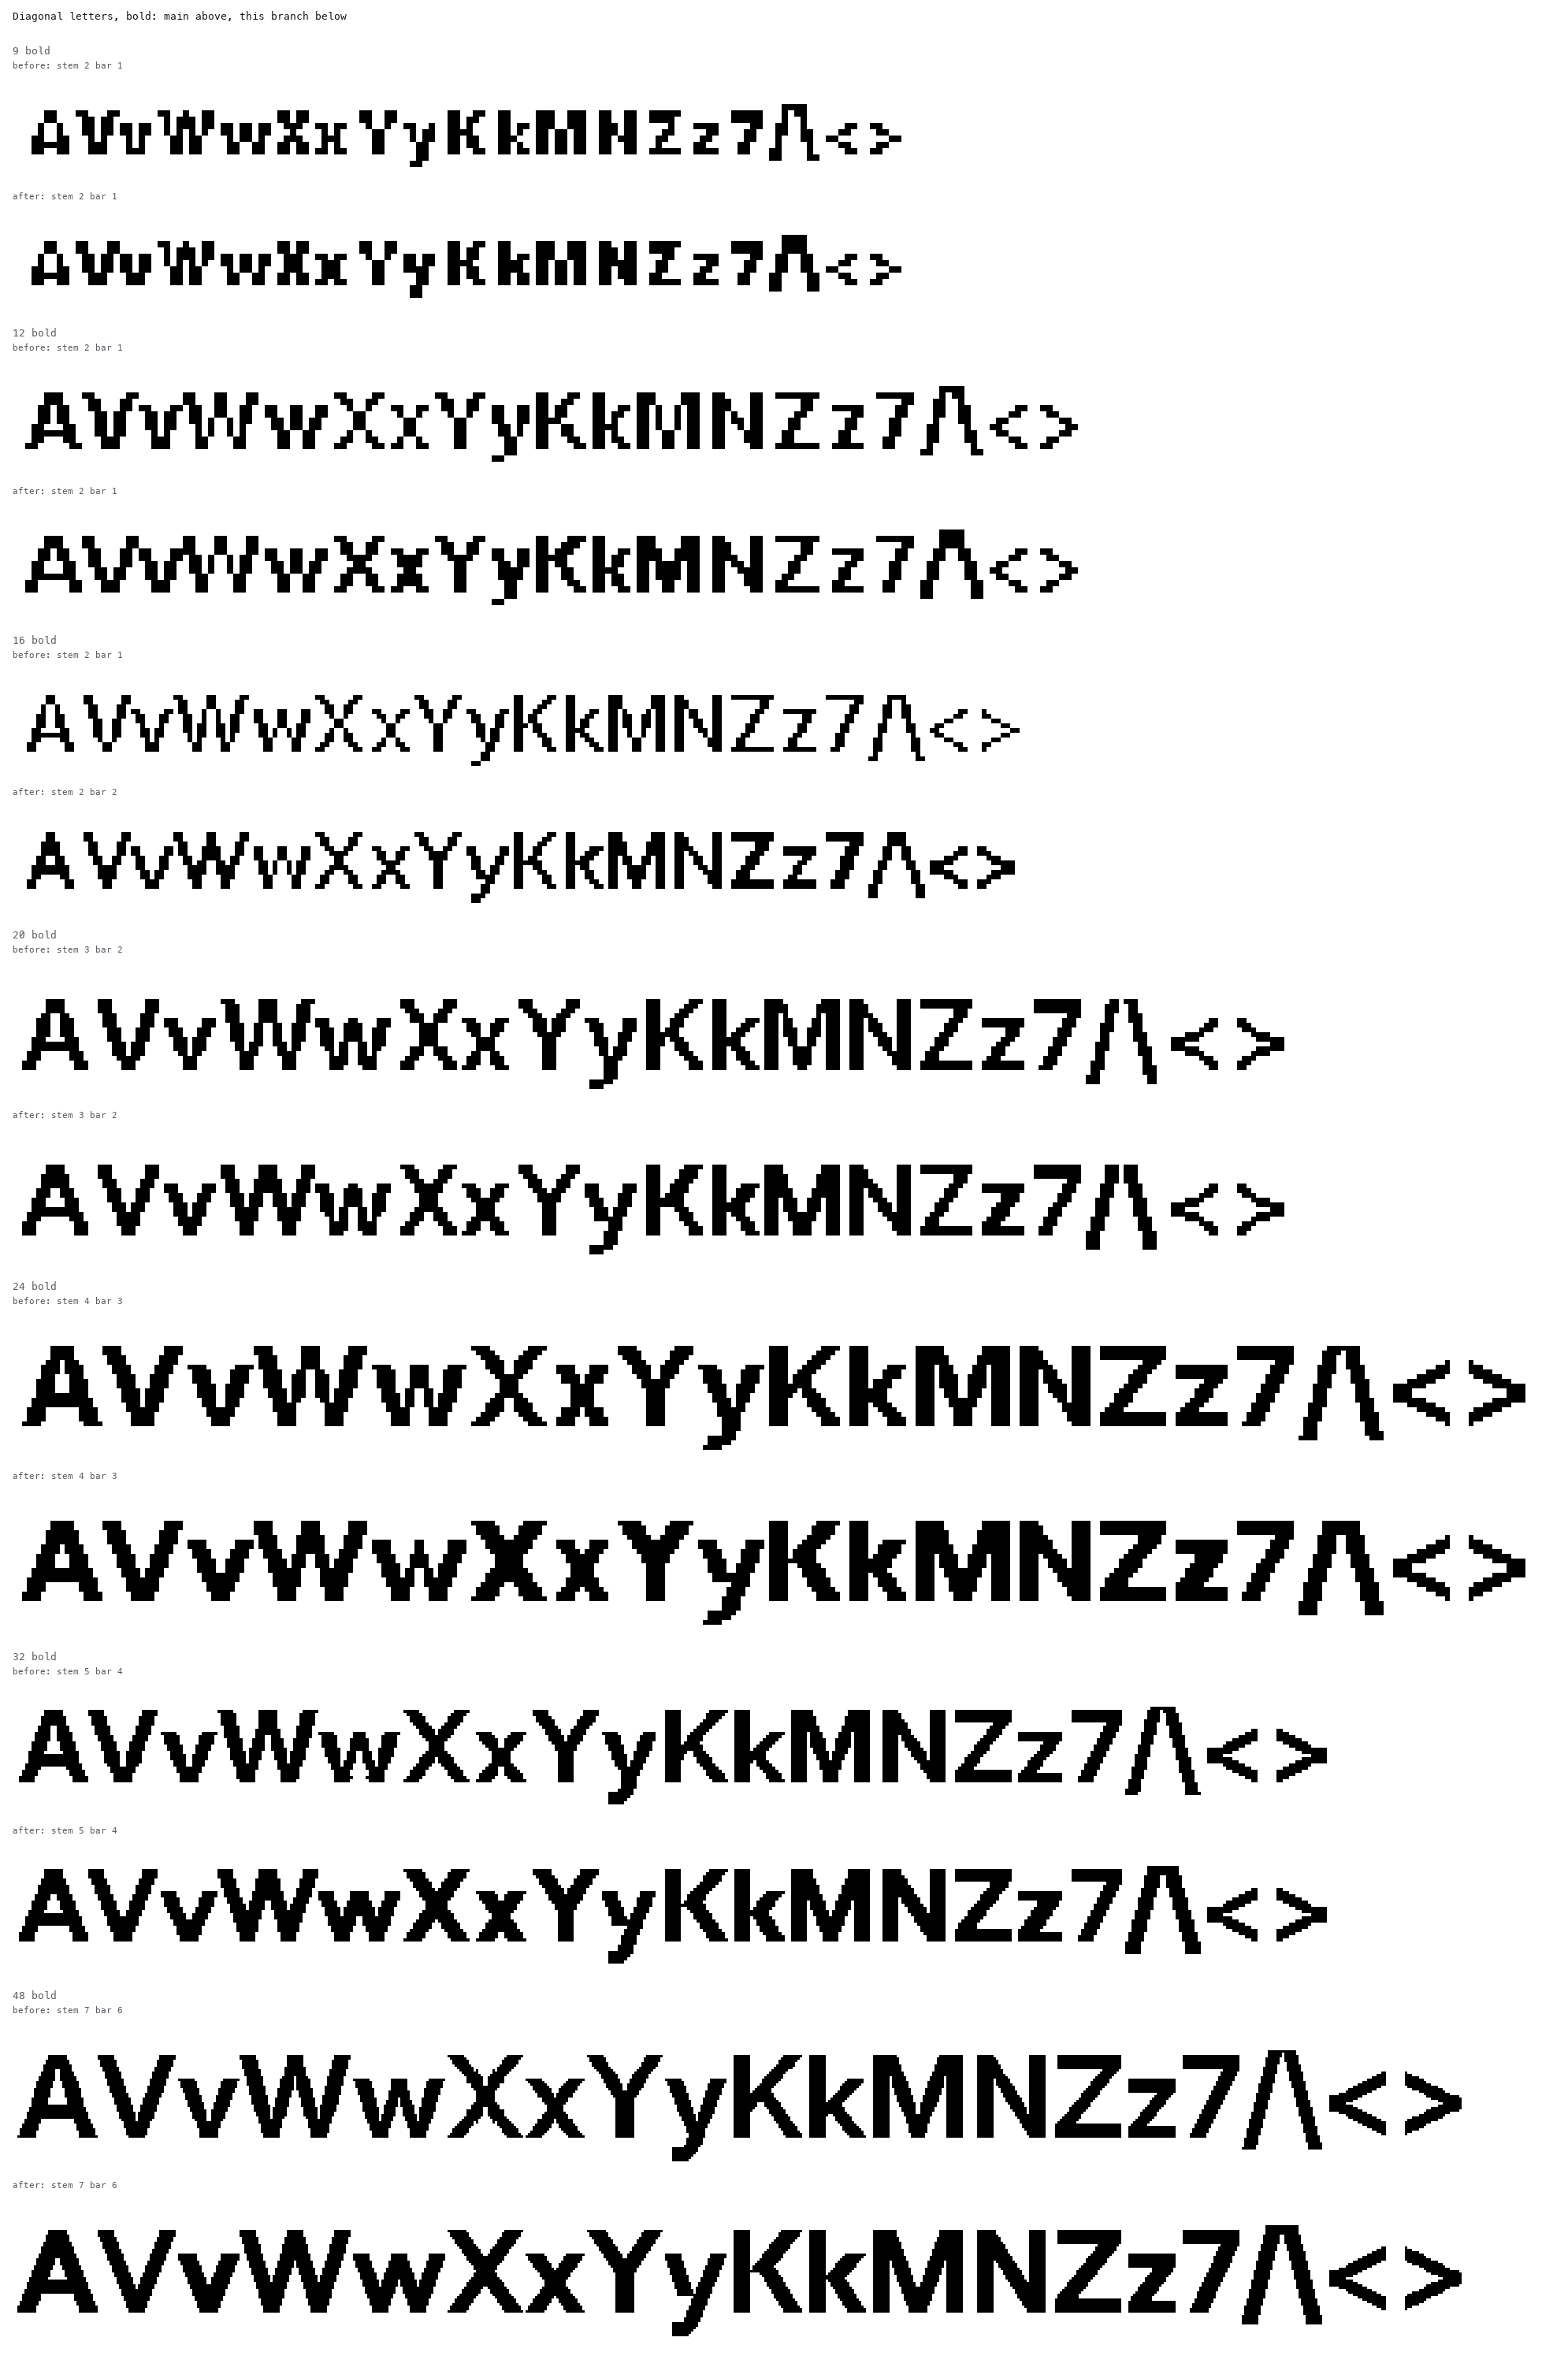 Diagonal letters, bold: main above, this branch below
9 bold
before: stem 2 bar 1
AVvWwXxYyKkMNZz7/\<>
after: stem 2 bar 1
AVvWwXxYyKkMNZz7/\<>
12 bold
before: stem 2 bar 1
AVvWwXxYyKkMNZz7/\<>
after: stem 2 bar 1
AVvWwXxYyKkMNZz7/\<>
16 bold
before: stem 2 bar 1
AVvWwXxYyKkMNZz7/\<>
after: stem 2 bar 2
AVvWwXxYyKkMNZz7/\<>
20 bold
before: stem 3 bar 2
AVvWwXxYyKkMNZz7/\<>
after: stem 3 bar 2
AVvWwXxYyKkMNZz7/\<>
24 bold
before: stem 4 bar 3
AVvWwXxYyKkMNZz7/\<>
after: stem 4 bar 3
AVvWwXxYyKkMNZz7/\<>
32 bold
before: stem 5 bar 4
AVvWwXxYyKkMNZz7/\<>
after: stem 5 bar 4
AVvWwXxYyKkMNZz7/\<>
48 bold
before: stem 7 bar 6
AVvWwXxYyKkMNZz7/\<>
after: stem 7 bar 6
AVvWwXxYyKkMNZz7/\<>